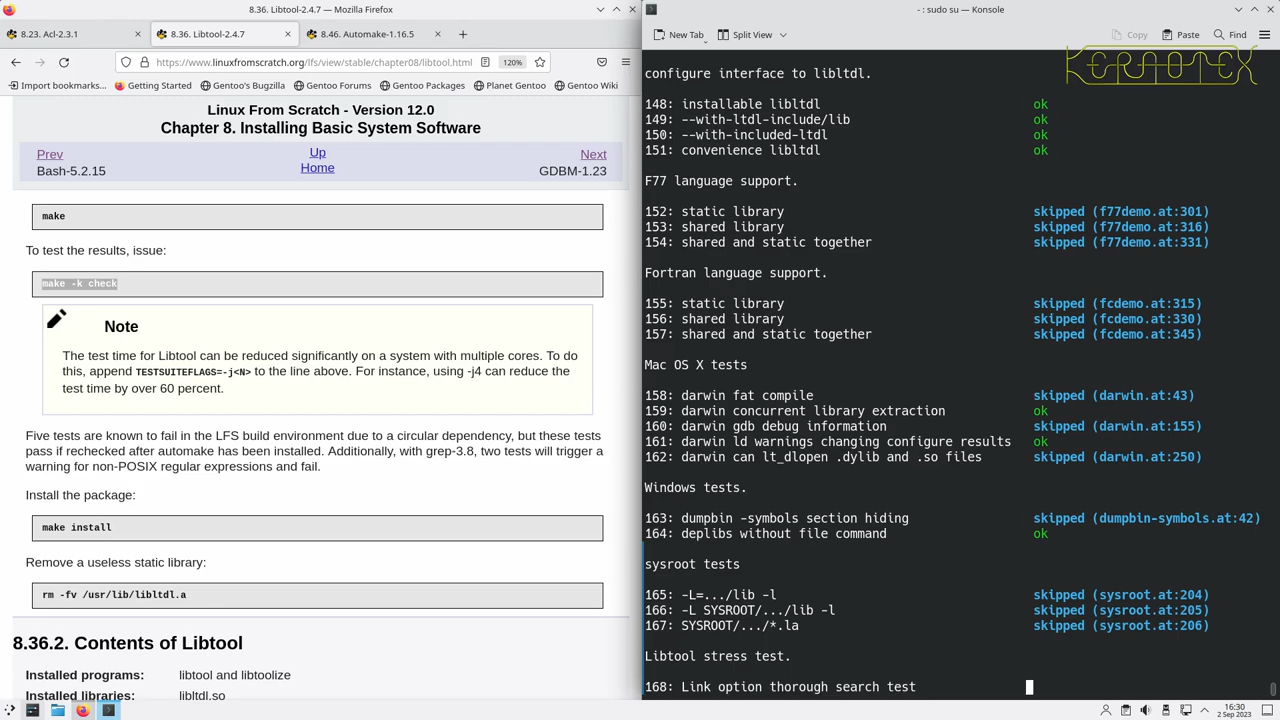 8.36. Libtool-2.4.7 — Mozilla Firefox
8.23. Acl-2.3.1
8.36. Libtool-2.4.7
8.46. Automake-1.16.5
https://www.linuxfromscratch.org/lfs/view/stable/chapter08/libtool.html
120%
Import bookmarks...
Getting Started
Gentoo's Bugzilla
Gentoo Forums
Gentoo Packages
Planet Gentoo
Gentoo Wiki
Linux From Scratch - Version 12.0
Chapter 8. Installing Basic System Software
Prev
Up
Next
Bash-5.2.15
Home
GDBM-1.23
make
To test the results, issue:
make -k check
Note
The test time for Libtool can be reduced significantly on a system with multiple cores. To do
this, append TESTSUITEFLAGS=-j<N> to the line above. For instance, using -j4 can reduce the
test time by over 60 percent.
Five tests are known to fail in the LFS build environment due to a circular dependency, but these tests
pass if rechecked after automake has been installed. Additionally, with grep-3.8, two tests will trigger a
warning for non-POSIX regular expressions and fail.
Install the package:
make install
Remove a useless static library:
rm -fv /usr/lib/libltdl.a
8.36.2. Contents of Libtool
Installed programs: libtool and libtoolize
Installed libraries: libltdl.so
- : sudo su — Konsole
New Tab
Split View
Copy
Paste
Find
KERNOTEX
configure interface to libltdl.
148: installable libltdl ok
149: --with-ltdl-include/lib ok
150: --with-included-ltdl ok
151: convenience libltdl ok
F77 language support.
152: static library skipped (f77demo.at:301)
153: shared library skipped (f77demo.at:316)
154: shared and static together skipped (f77demo.at:331)
Fortran language support.
155: static library skipped (fcdemo.at:315)
156: shared library skipped (fcdemo.at:330)
157: shared and static together skipped (fcdemo.at:345)
Mac OS X tests
158: darwin fat compile skipped (darwin.at:43)
159: darwin concurrent library extraction ok
160: darwin gdb debug information skipped (darwin.at:155)
161: darwin ld warnings changing configure results ok
162: darwin can lt_dlopen .dylib and .so files skipped (darwin.at:250)
Windows tests.
163: dumpbin -symbols section hiding skipped (dumpbin-symbols.at:42)
164: deplibs without file command ok
sysroot tests
165: -L=.../lib -l skipped (sysroot.at:204)
166: -L SYSROOT/.../lib -l skipped (sysroot.at:205)
167: SYSROOT/.../*.la skipped (sysroot.at:206)
Libtool stress test.
168: Link option thorough search test
16:30
2 Sep 2023